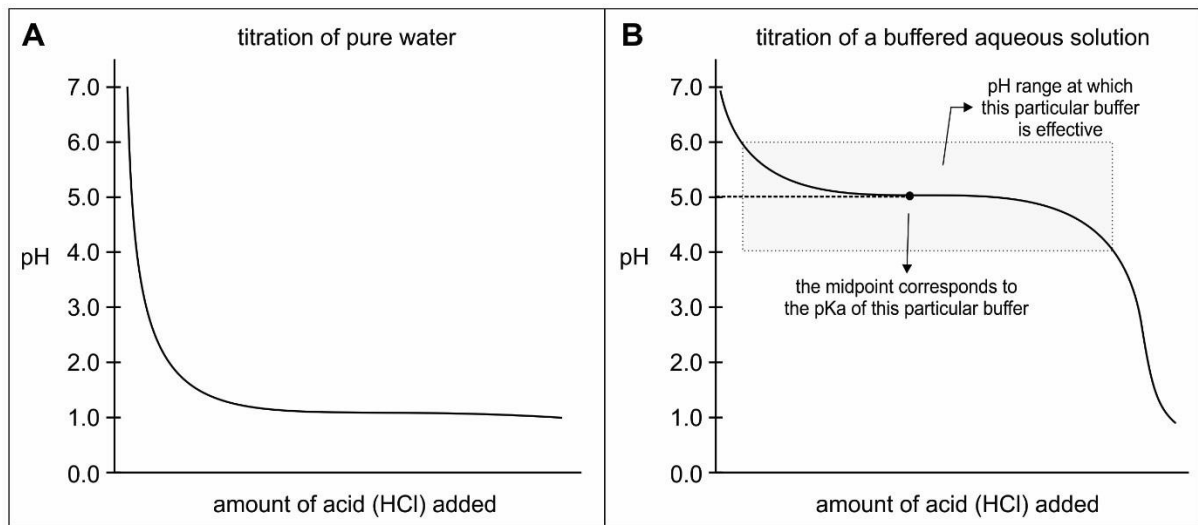 A
titration of pure water
7.0
6.0
5.0
4.0
pH
3.0
2.0
1.0
0.0
amount of acid (HCl) added
B
titration of a buffered aqueous solution
7.0
6.0
5.0
4.0
pH
3.0
2.0
1.0
0.0
pH range at which
this particular buffer
is effective
the midpoint corresponds to
the pKa of this particular buffer
amount of acid (HCl) added